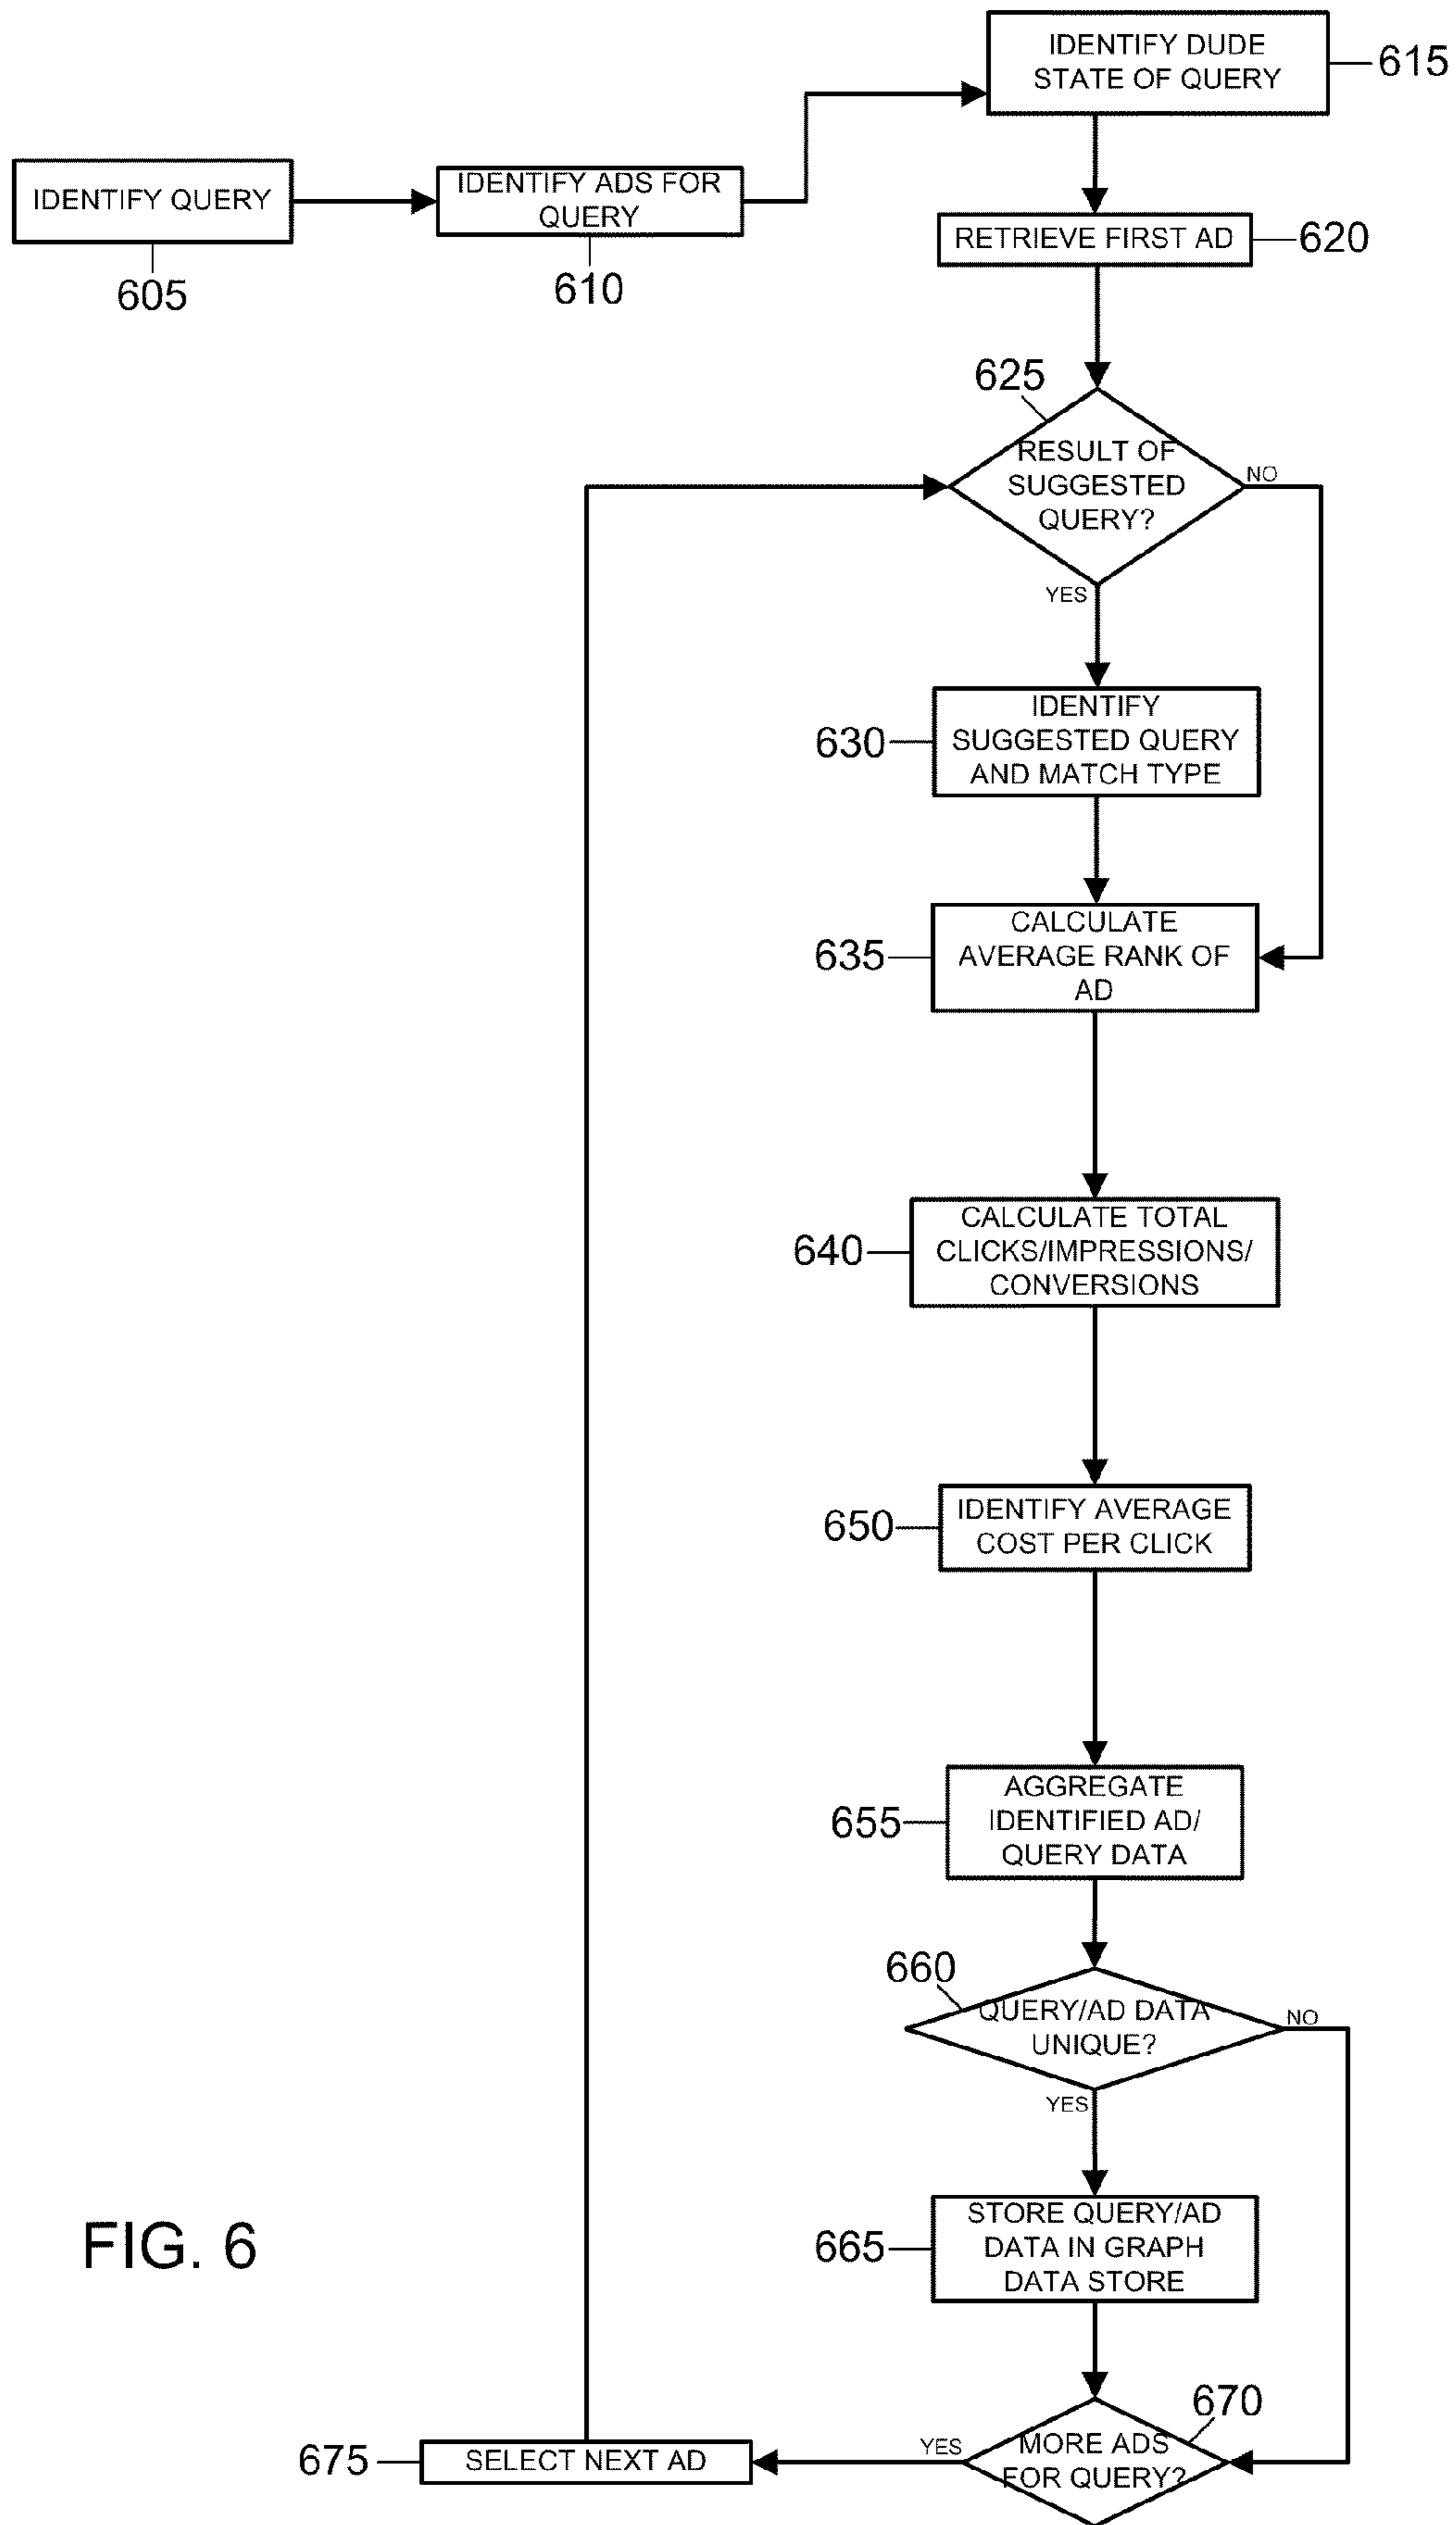 IDENTIFY DUDE
STATE OF QUERY
615
IDENTIFY QUERY
605
IDENTIFY ADS FOR
QUERY
610
RETRIEVE FIRST AD
620
625
RESULT OF
SUGGESTED
QUERY?
NO
YES
630
IDENTIFY
SUGGESTED QUERY
AND MATCH TYPE
635
CALCULATE
AVERAGE RANK OF
AD
640
CALCULATE TOTAL
CLICKS/IMPRESSIONS/
CONVERSIONS
650
IDENTIFY AVERAGE
COST PER CLICK
655
AGGREGATE
IDENTIFIED AD/
QUERY DATA
660
QUERY/AD DATA
UNIQUE?
NO
YES
665
STORE QUERY/AD
DATA IN GRAPH
DATA STORE
FIG. 6
670
MORE ADS
FOR QUERY?
YES
675
SELECT NEXT AD